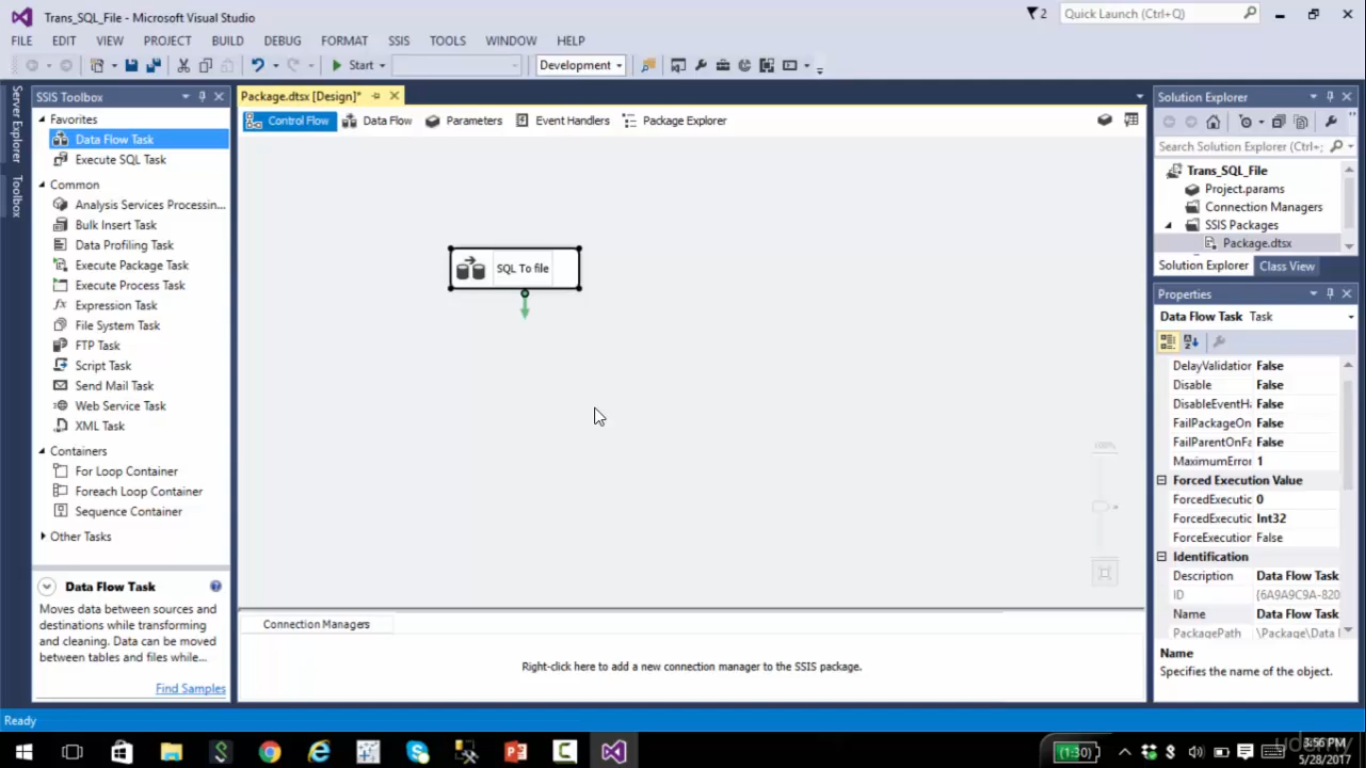 Trans_SQL_File - Microsoft Visual Studio
2
Quick Launch (Ctrl+Q)
FILE EDIT VIEW PROJECT BUILD DEBUG FORMAT SSIS TOOLS WINDOW HELP
Start
Development
Server Explorer
Toolbox
SSIS Toolbox
Favorites
Data Flow Task
Execute SQL Task
Common
Analysis Services Processin...
Bulk Insert Task
Data Profiling Task
Execute Package Task
Execute Process Task
Expression Task
File System Task
FTP Task
Script Task
Send Mail Task
Web Service Task
XML Task
Containers
For Loop Container
Foreach Loop Container
Sequence Container
Other Tasks
Data Flow Task
Moves data between sources and
destinations while transforming
and cleaning. Data can be moved
between tables and files while...
Find Samples
Package.dtsx [Design]*
Control Flow Data Flow Parameters Event Handlers Package Explorer
SQL To file
100%
Connection Managers
Right-click here to add a new connection manager to the SSIS package.
Solution Explorer
Search Solution Explorer (Ctrl+;
Trans_SQL_File
Project.params
Connection Managers
SSIS Packages
Package.dtsx
Solution Explorer Class View
Properties
Data Flow Task Task
DelayValidation False
Disable False
DisableEventHa False
FailPackageOn False
FailParentOnFa False
MaximumError 1
Forced Execution Value
ForcedExecutic 0
ForcedExecutic Int32
ForceExecution False
Identification
Description Data Flow Task
ID {6A9A9C9A-820
Name Data Flow Task
PackagePath \Package\Data
Name
Specifies the name of the object.
Ready
(1:30)
3:56 PM
5/28/2017
udemy